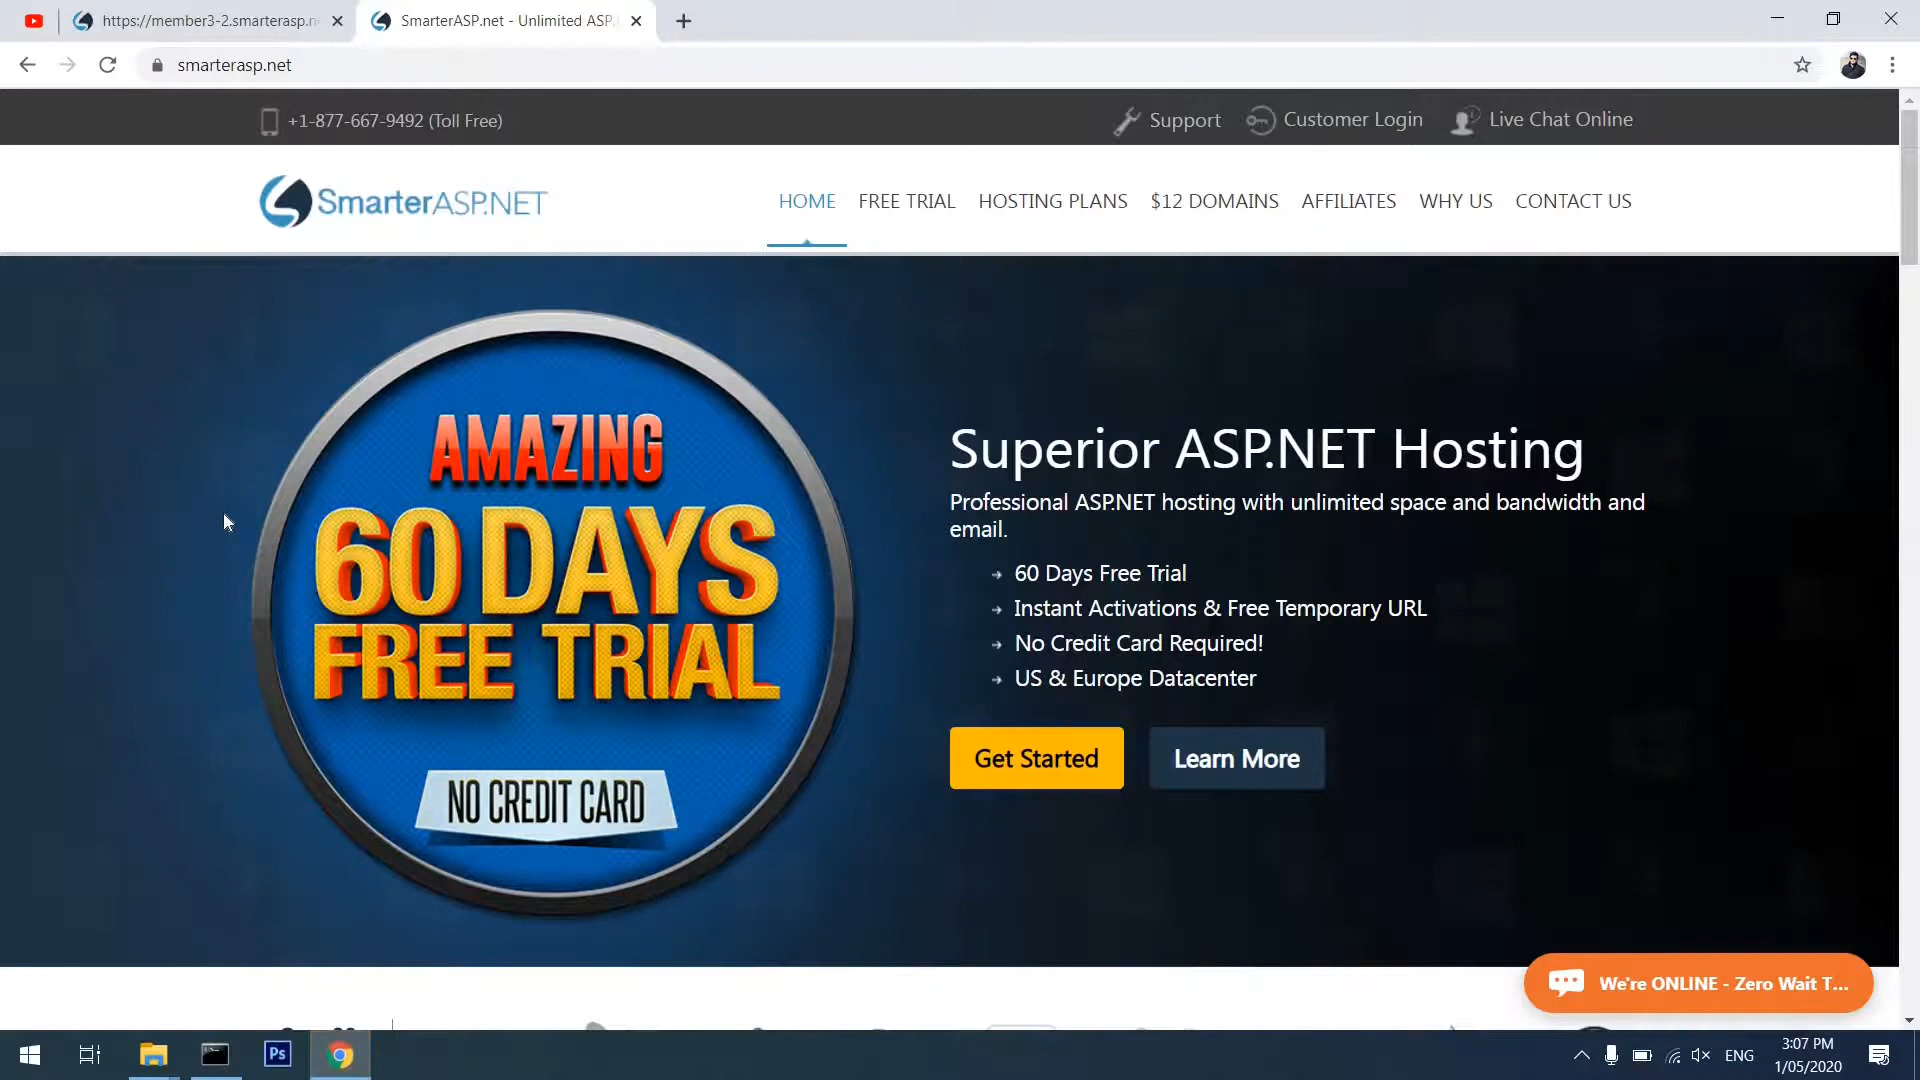 https://member3-2.smarterasp.n
SmarterASP.net - Unlimited ASP.
smarterasp.net
+1-877-667-9492 (Toll Free)
Support
Customer Login
Live Chat Online
SmarterASP.NET
HOME
FREE TRIAL
HOSTING PLANS
$12 DOMAINS
AFFILIATES
WHY US
CONTACT US
AMAZING
60 DAYS
FREE TRIAL
NO CREDIT CARD
Superior ASP.NET Hosting
Professional ASP.NET hosting with unlimited space and bandwidth and
email.
60 Days Free Trial
Instant Activations & Free Temporary URL
No Credit Card Required!
US & Europe Datacenter
Get Started
Learn More
We're ONLINE - Zero Wait T...
Ps
ENG
3:07 PM
1/05/2020